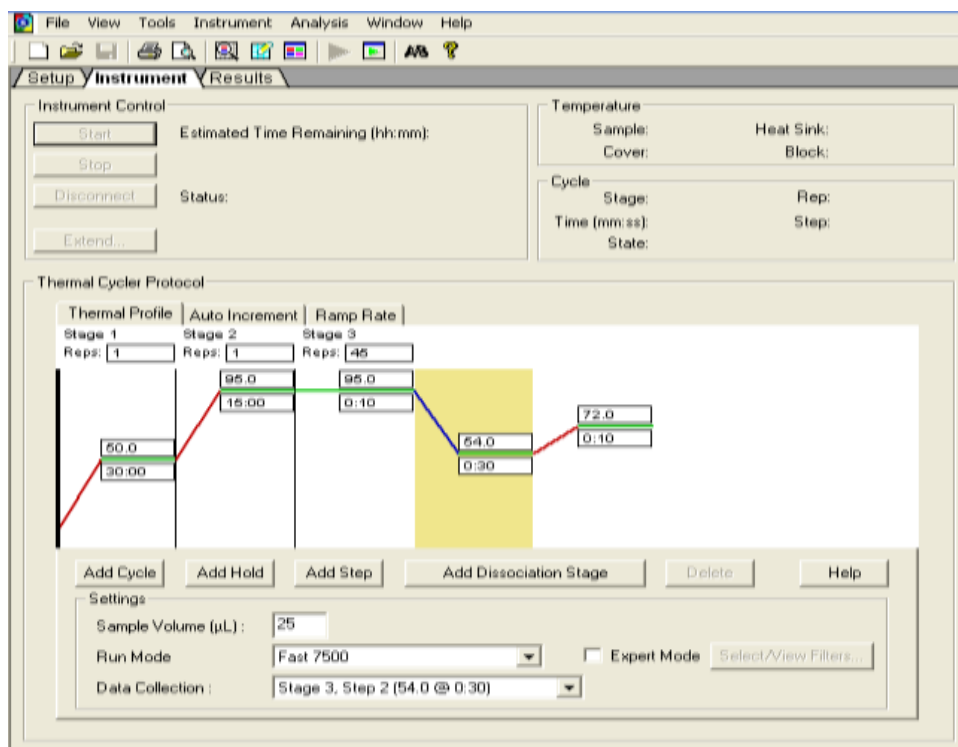 File View Tools Instrument Analysis Window Help
Setup Instrument Results
Instrument Control
Start Estimated Time Remaining (hh:mm):
Stop
Disconnect Status:
Extend...
Temperature
Sample: Heat Sink:
Cover: Block:
Cycle
Stage: Rep:
Time (mm:ss): Step:
State:
Thermal Cycler Protocol
Thermal Profile Auto Increment Ramp Rate
Stage 1 Stage 2 Stage 3
Reps: 1 Reps: 1 Reps: 45
95.0 95.0
15:00 0:10
72.0
0:10
50.0 54.0
30:00 0:30
Add Cycle Add Hold Add Step Add Dissociation Stage Delete Help
Settings
Sample Volume (µL) : 25
Run Mode Fast 7500 Expert Mode Select/View Filters...
Data Collection : Stage 3, Step 2 (54.0 @ 0:30)